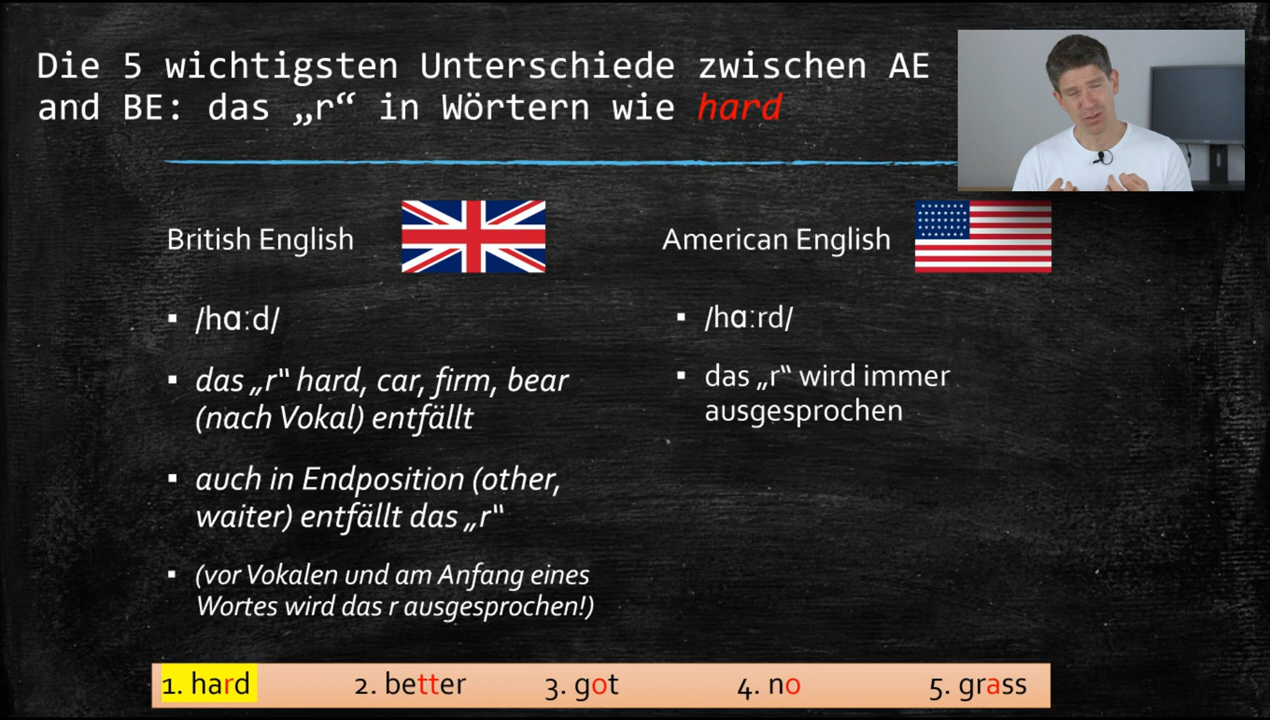 Die 5 wichtigsten Unterschiede zwischen AE
and BE: das „r“ in Wörtern wie hard
British English
American English
▪ /hɑːd/
▪ das „r“ hard, car, firm, bear
(nach Vokal) entfällt
▪ auch in Endposition (other,
waiter) entfällt das „r“
▪ (vor Vokalen und am Anfang eines
Wortes wird das r ausgesprochen!)
▪ /hɑːrd/
▪ das „r“ wird immer
ausgesprochen
1. hard 2. better 3. got 4. no 5. grass